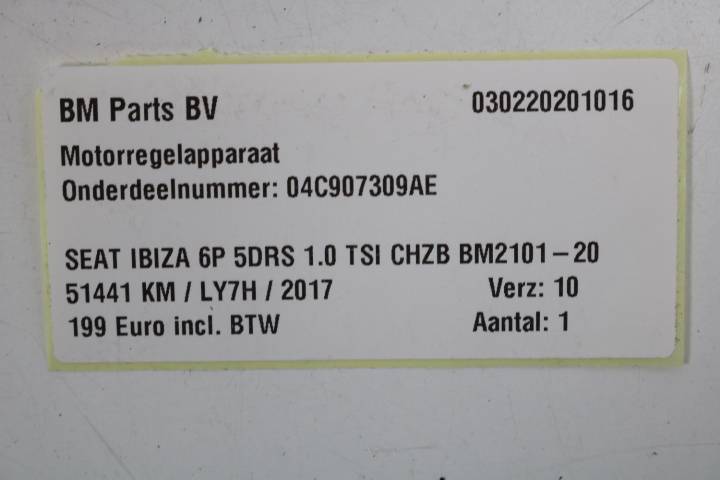 BM Parts BV 030220201016
Motorregelapparaat
Onderdeelnummer: 04C907309AE
SEAT IBIZA 6P 5DRS 1.0 TSI CHZB BM2101-20
51441 KM / LY7H / 2017 Verz: 10
199 Euro incl. BTW Aantal: 1